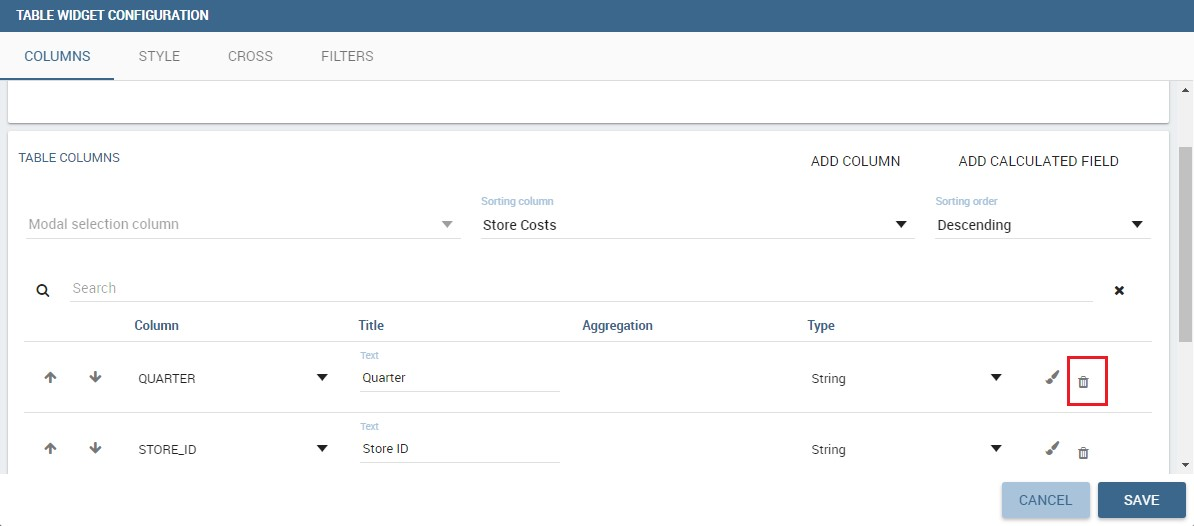 TABLE WIDGET CONFIGURATION
COLUMNS STYLE CROSS FILTERS
TABLE COLUMNS ADD COLUMN ADD CALCULATED FIELD
Sorting column Sorting order
Modal selection column Store Costs Descending
Search
Column Title Aggregation Type
Text
QUARTER Quarter String
Text
STORE_ID Store ID String
CANCEL SAVE